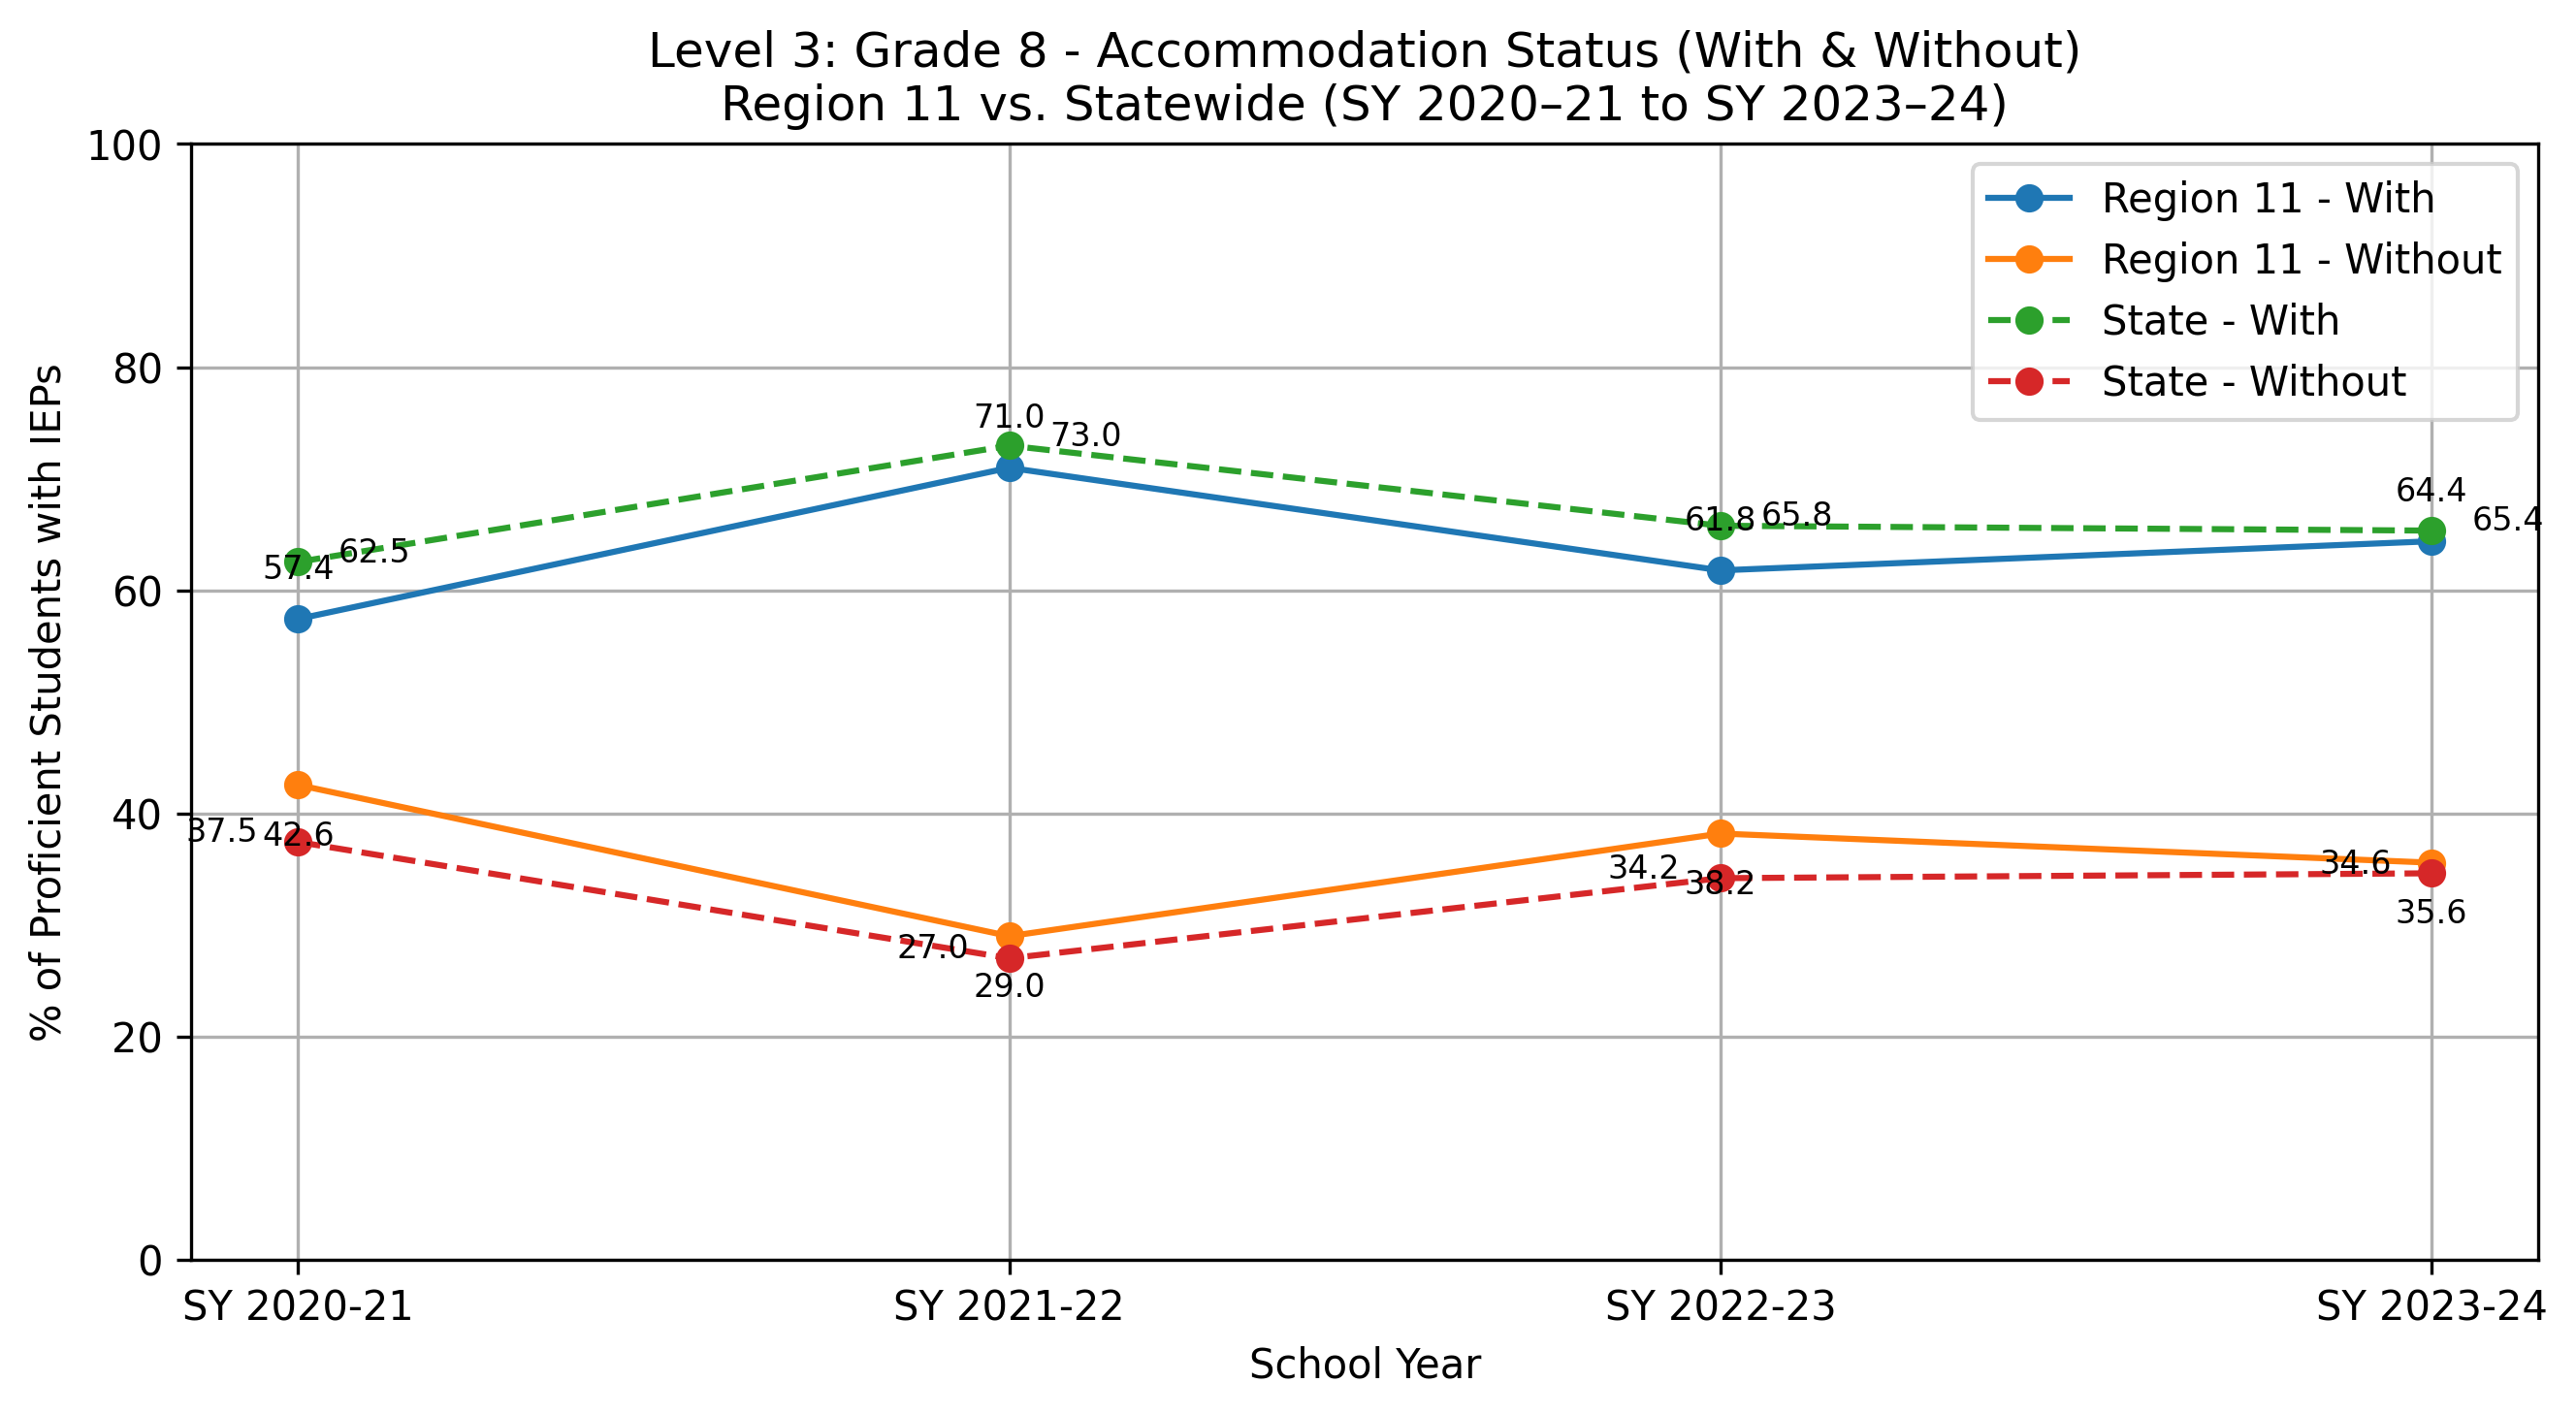 Level 3: Grade 8 - Accommodation Status (With & Without)
Region 11 vs. Statewide (SY 2020–21 to SY 2023–24)
% of Proficient Students with IEPs
100
80
60
40
20
0
Region 11 - With
Region 11 - Without
State - With
State - Without
71.0
73.0
64.4
65.4
61.8
65.8
57.4
62.5
37.5
42.6
34.2
38.2
34.6
35.6
27.0
29.0
SY 2020-21
SY 2021-22
SY 2022-23
SY 2023-24
School Year